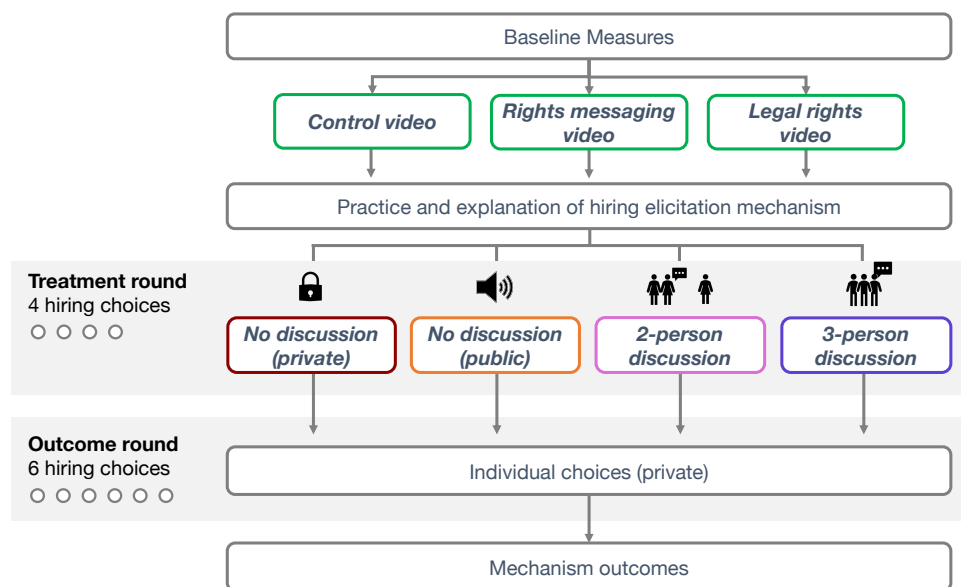 Baseline Measures
Control video
Rights messaging
video
Legal rights
video
Practice and explanation of hiring elicitation mechanism
Treatment round
4 hiring choices
No discussion
(private)
No discussion
(public)
2-person
discussion
3-person
discussion
Outcome round
6 hiring choices
Individual choices (private)
Mechanism outcomes